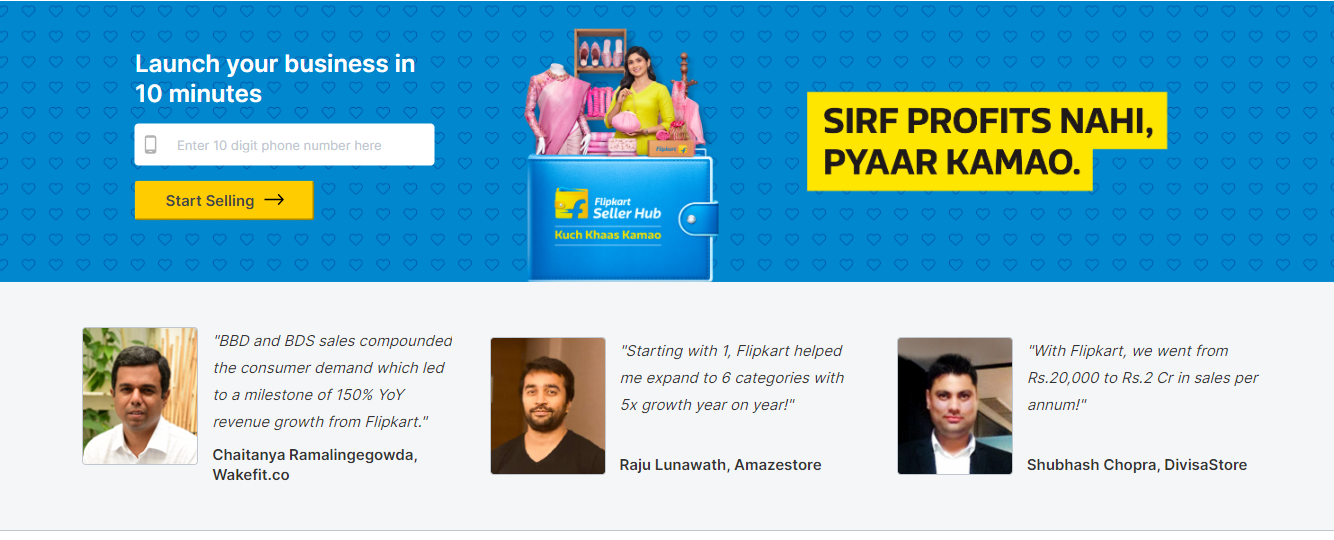 Launch your business in
10 minutes
Enter 10 digit phone number here
Start Selling
Flipkart
Flipkart
Seller Hub
Kuch Khaas Kamao
SIRF PROFITS NAHI,
PYAAR KAMAO.
"BBD and BDS sales compounded
the consumer demand which led
to a milestone of 150% YoY
revenue growth from Flipkart."
Chaitanya Ramalingegowda,
Wakefit.co
"Starting with 1, Flipkart helped
me expand to 6 categories with
5x growth year on year!"
Raju Lunawath, Amazestore
"With Flipkart, we went from
Rs.20,000 to Rs.2 Cr in sales per
annum!"
Shubhash Chopra, DivisaStore